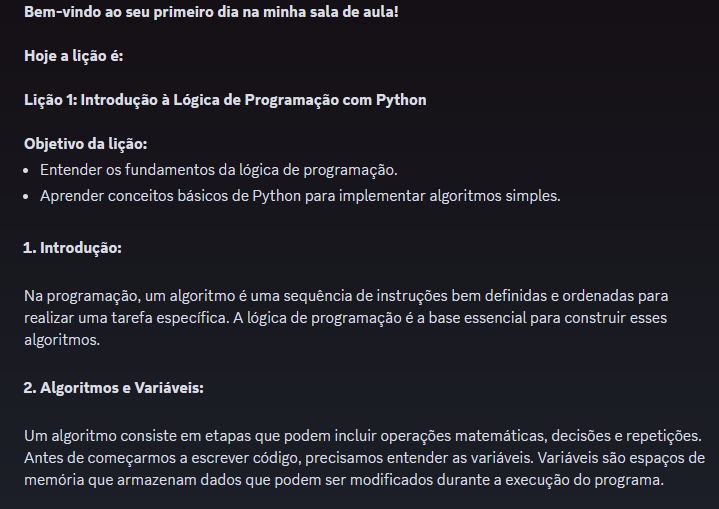 Bem-vindo ao seu primeiro dia na minha sala de aula!
Hoje a lição é:
Lição 1: Introdução à Lógica de Programação com Python
Objetivo da lição:
• Entender os fundamentos da lógica de programação.
• Aprender conceitos básicos de Python para implementar algoritmos simples.
1. Introdução:
Na programação, um algoritmo é uma sequência de instruções bem definidas e ordenadas para
realizar uma tarefa específica. A lógica de programação é a base essencial para construir esses
algoritmos.
2. Algoritmos e Variáveis:
Um algoritmo consiste em etapas que podem incluir operações matemáticas, decisões e repetições.
Antes de começarmos a escrever código, precisamos entender as variáveis. Variáveis são espaços de
memória que armazenam dados que podem ser modificados durante a execução do programa.